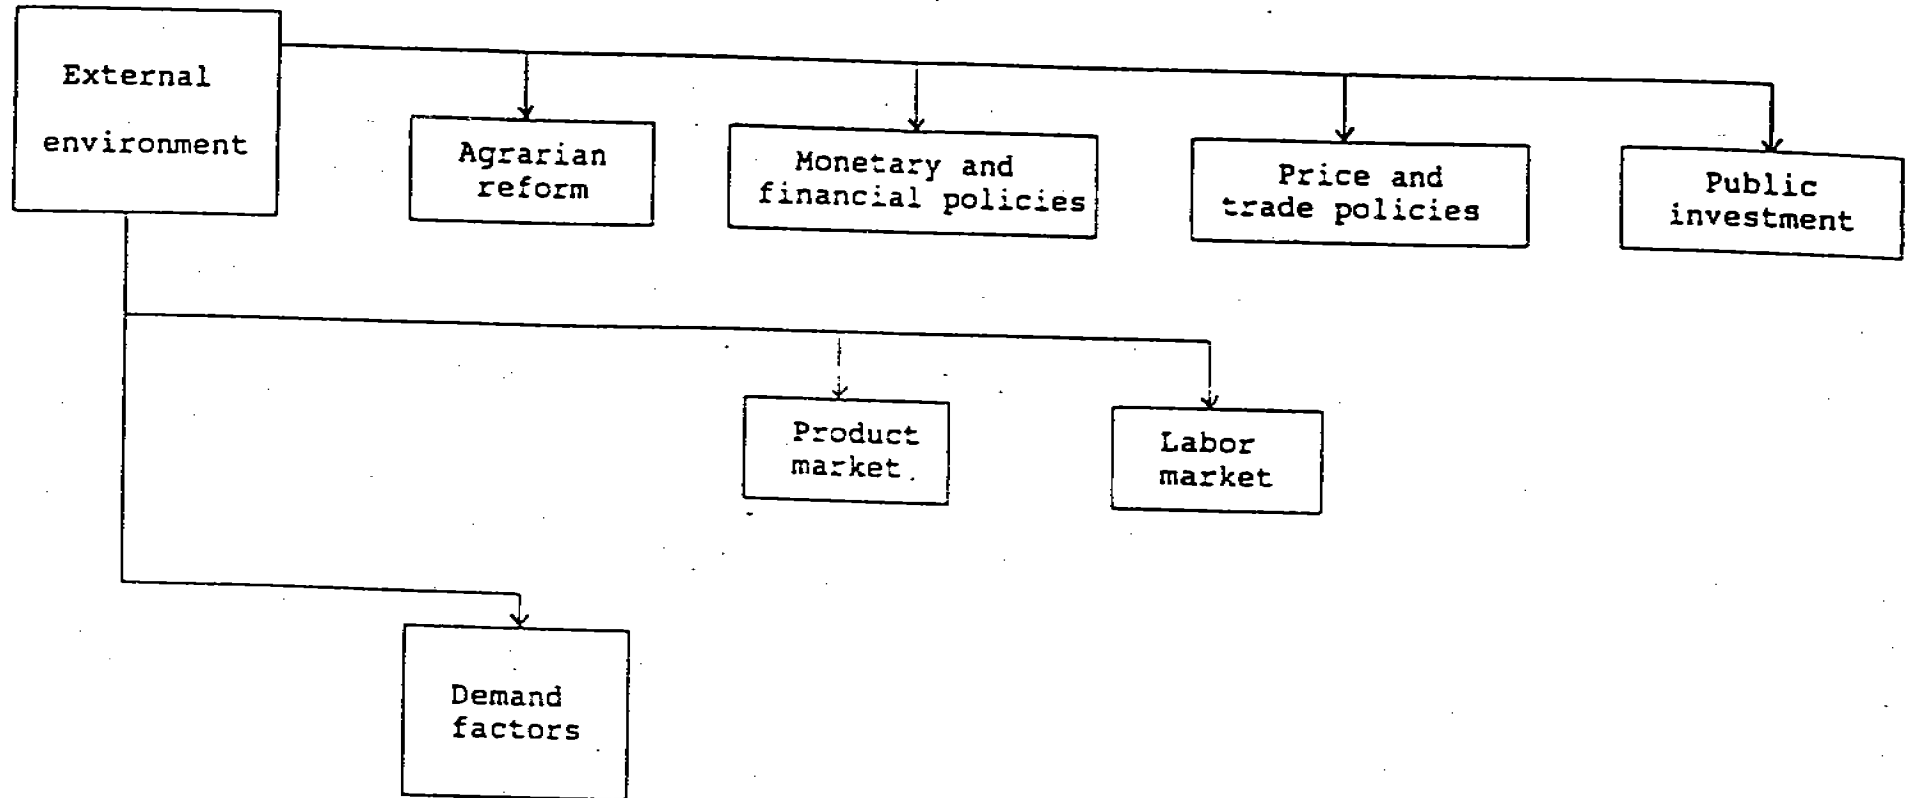 External
environment
Agrarian
reform
Monetary and
financial policies
Price and
trade policies
Public
investment
Product
market.
Labor
market
Demand
factors